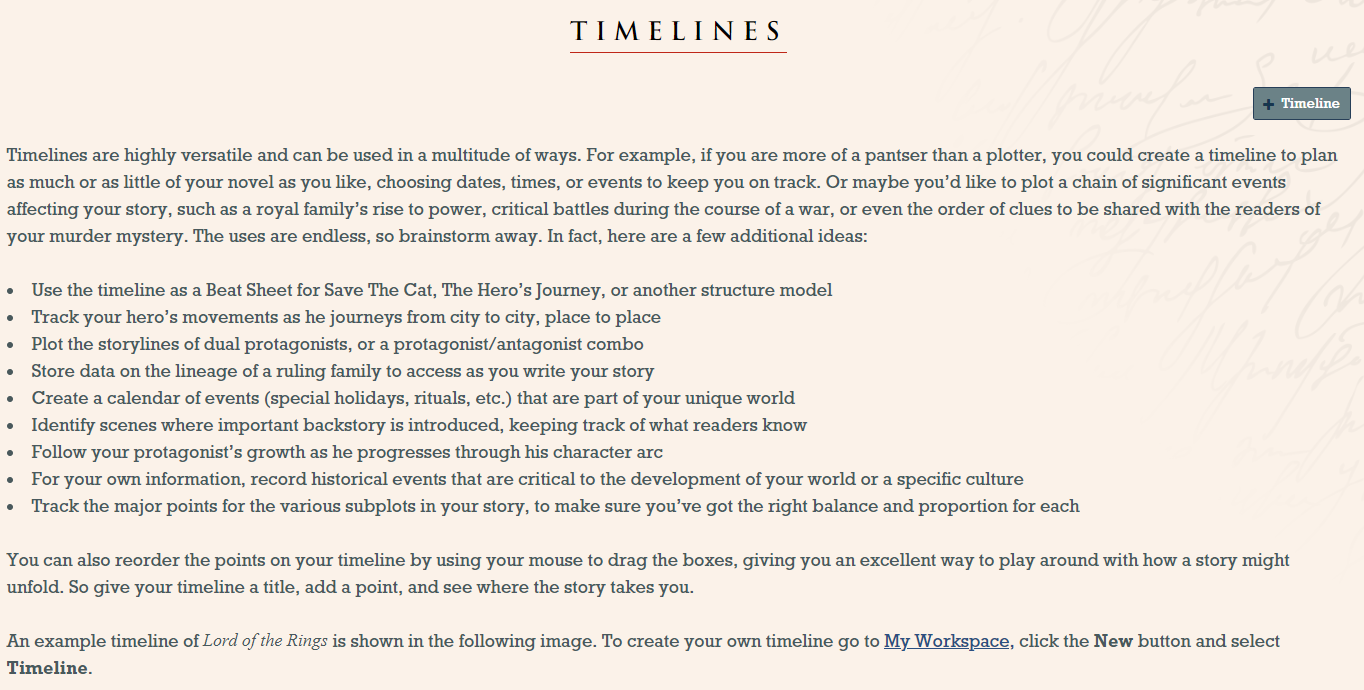 TIMELINES
+ Timeline
Timelines are highly versatile and can be used in a multitude of ways. For example, if you are more of a pantser than a plotter, you could create a timeline to plan
as much or as little of your novel as you like, choosing dates, times, or events to keep you on track. Or maybe you’d like to plot a chain of significant events
affecting your story, such as a royal family’s rise to power, critical battles during the course of a war, or even the order of clues to be shared with the readers of
your murder mystery. The uses are endless, so brainstorm away. In fact, here are a few additional ideas:
• Use the timeline as a Beat Sheet for Save The Cat, The Hero’s Journey, or another structure model
• Track your hero’s movements as he journeys from city to city, place to place
• Plot the storylines of dual protagonists, or a protagonist/antagonist combo
• Store data on the lineage of a ruling family to access as you write your story
• Create a calendar of events (special holidays, rituals, etc.) that are part of your unique world
• Identify scenes where important backstory is introduced, keeping track of what readers know
• Follow your protagonist’s growth as he progresses through his character arc
• For your own information, record historical events that are critical to the development of your world or a specific culture
• Track the major points for the various subplots in your story, to make sure you’ve got the right balance and proportion for each
You can also reorder the points on your timeline by using your mouse to drag the boxes, giving you an excellent way to play around with how a story might
unfold. So give your timeline a title, add a point, and see where the story takes you.
An example timeline of Lord of the Rings is shown in the following image. To create your own timeline go to My Workspace, click the New button and select
Timeline.